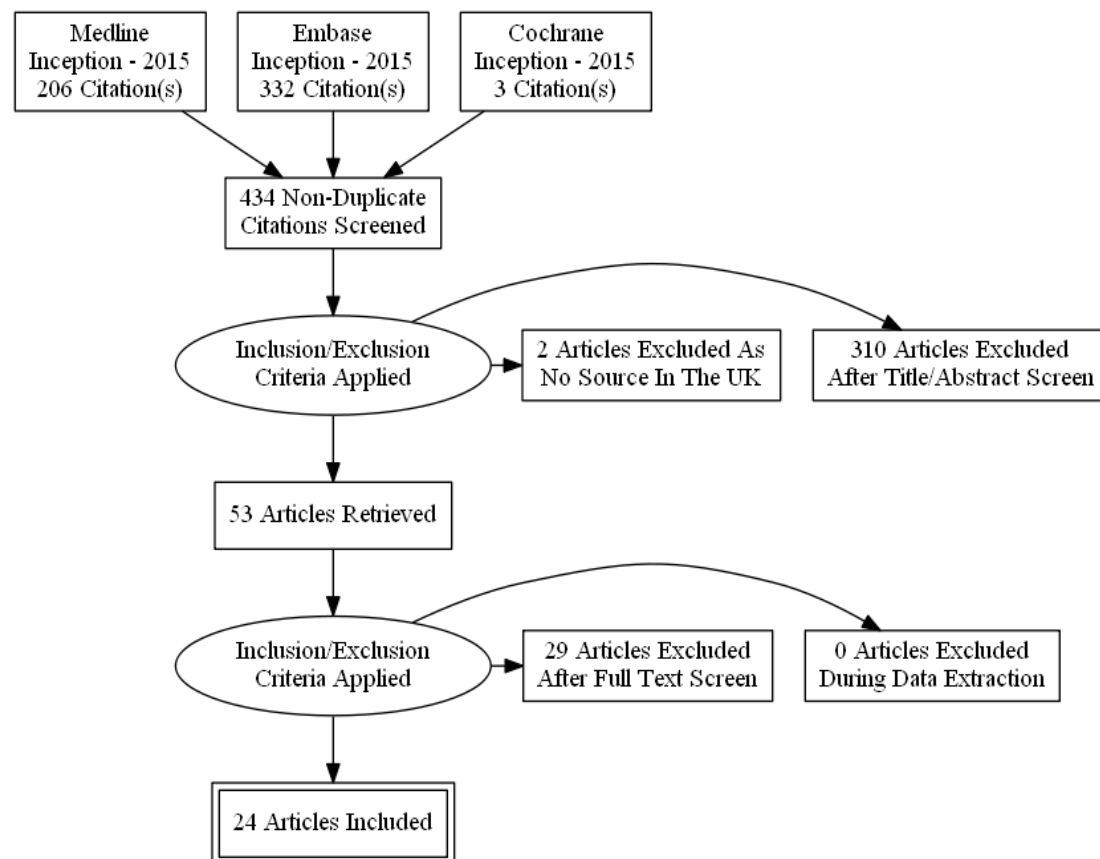 Medline
Inception - 2015
206 Citation(s)
Embase
Inception - 2015
332 Citation(s)
Cochrane
Inception - 2015
3 Citation(s)
434 Non-Duplicate
Citations Screened
Inclusion/Exclusion
Criteria Applied
2 Articles Excluded As
No Source In The UK
310 Articles Excluded
After Title/Abstract Screen
53 Articles Retrieved
Inclusion/Exclusion
Criteria Applied
29 Articles Excluded
After Full Text Screen
0 Articles Excluded
During Data Extraction
24 Articles Included